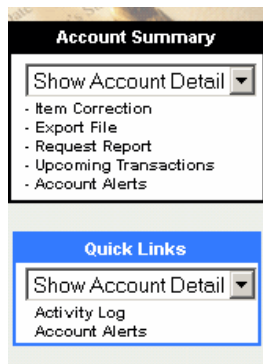 Account Summary
Show Account Detail
- Item Correction
- Export File
- Request Report
- Upcoming Transactions
- Account Alerts
Quick Links
Show Account Detail
Activity Log
Account Alerts